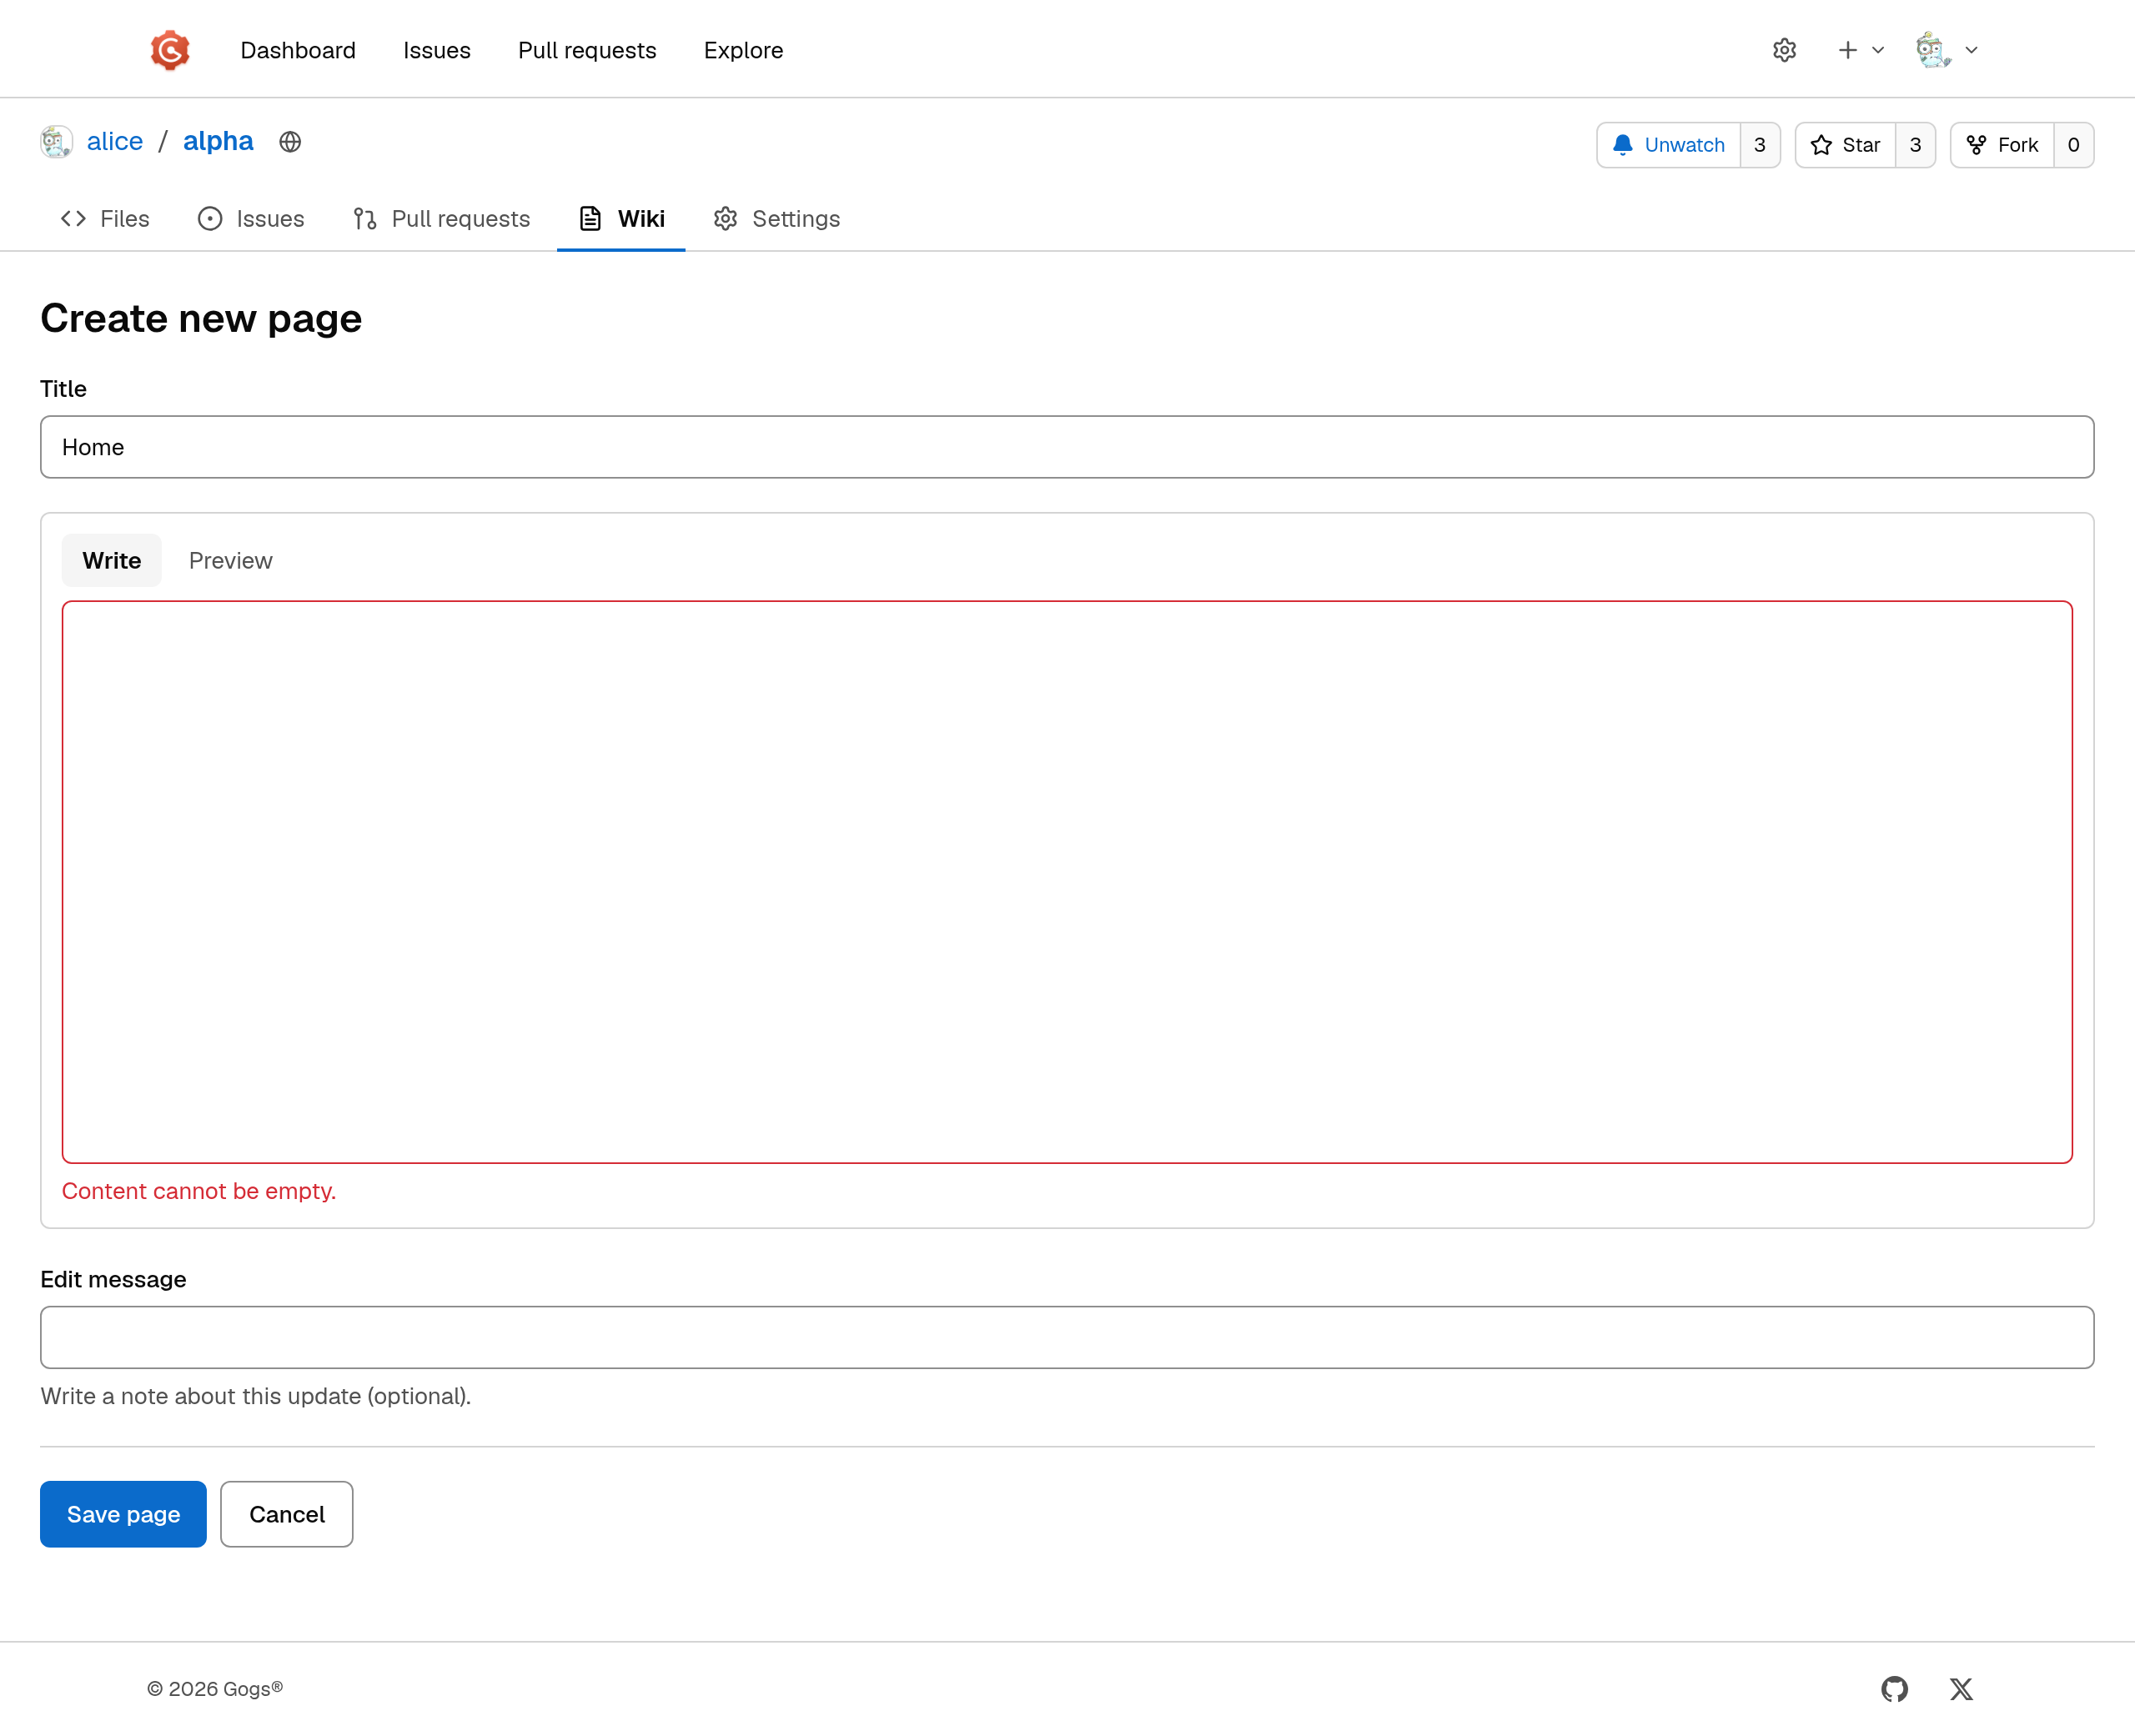 Dashboard Issues Pull requests Explore
alice / alpha
Unwatch 3 Star 3 Fork 0
Files Issues Pull requests Wiki Settings
Create new page
Title
Home
Write Preview
Content cannot be empty.
Edit message
Write a note about this update (optional).
Save page Cancel
© 2026 Gogs®